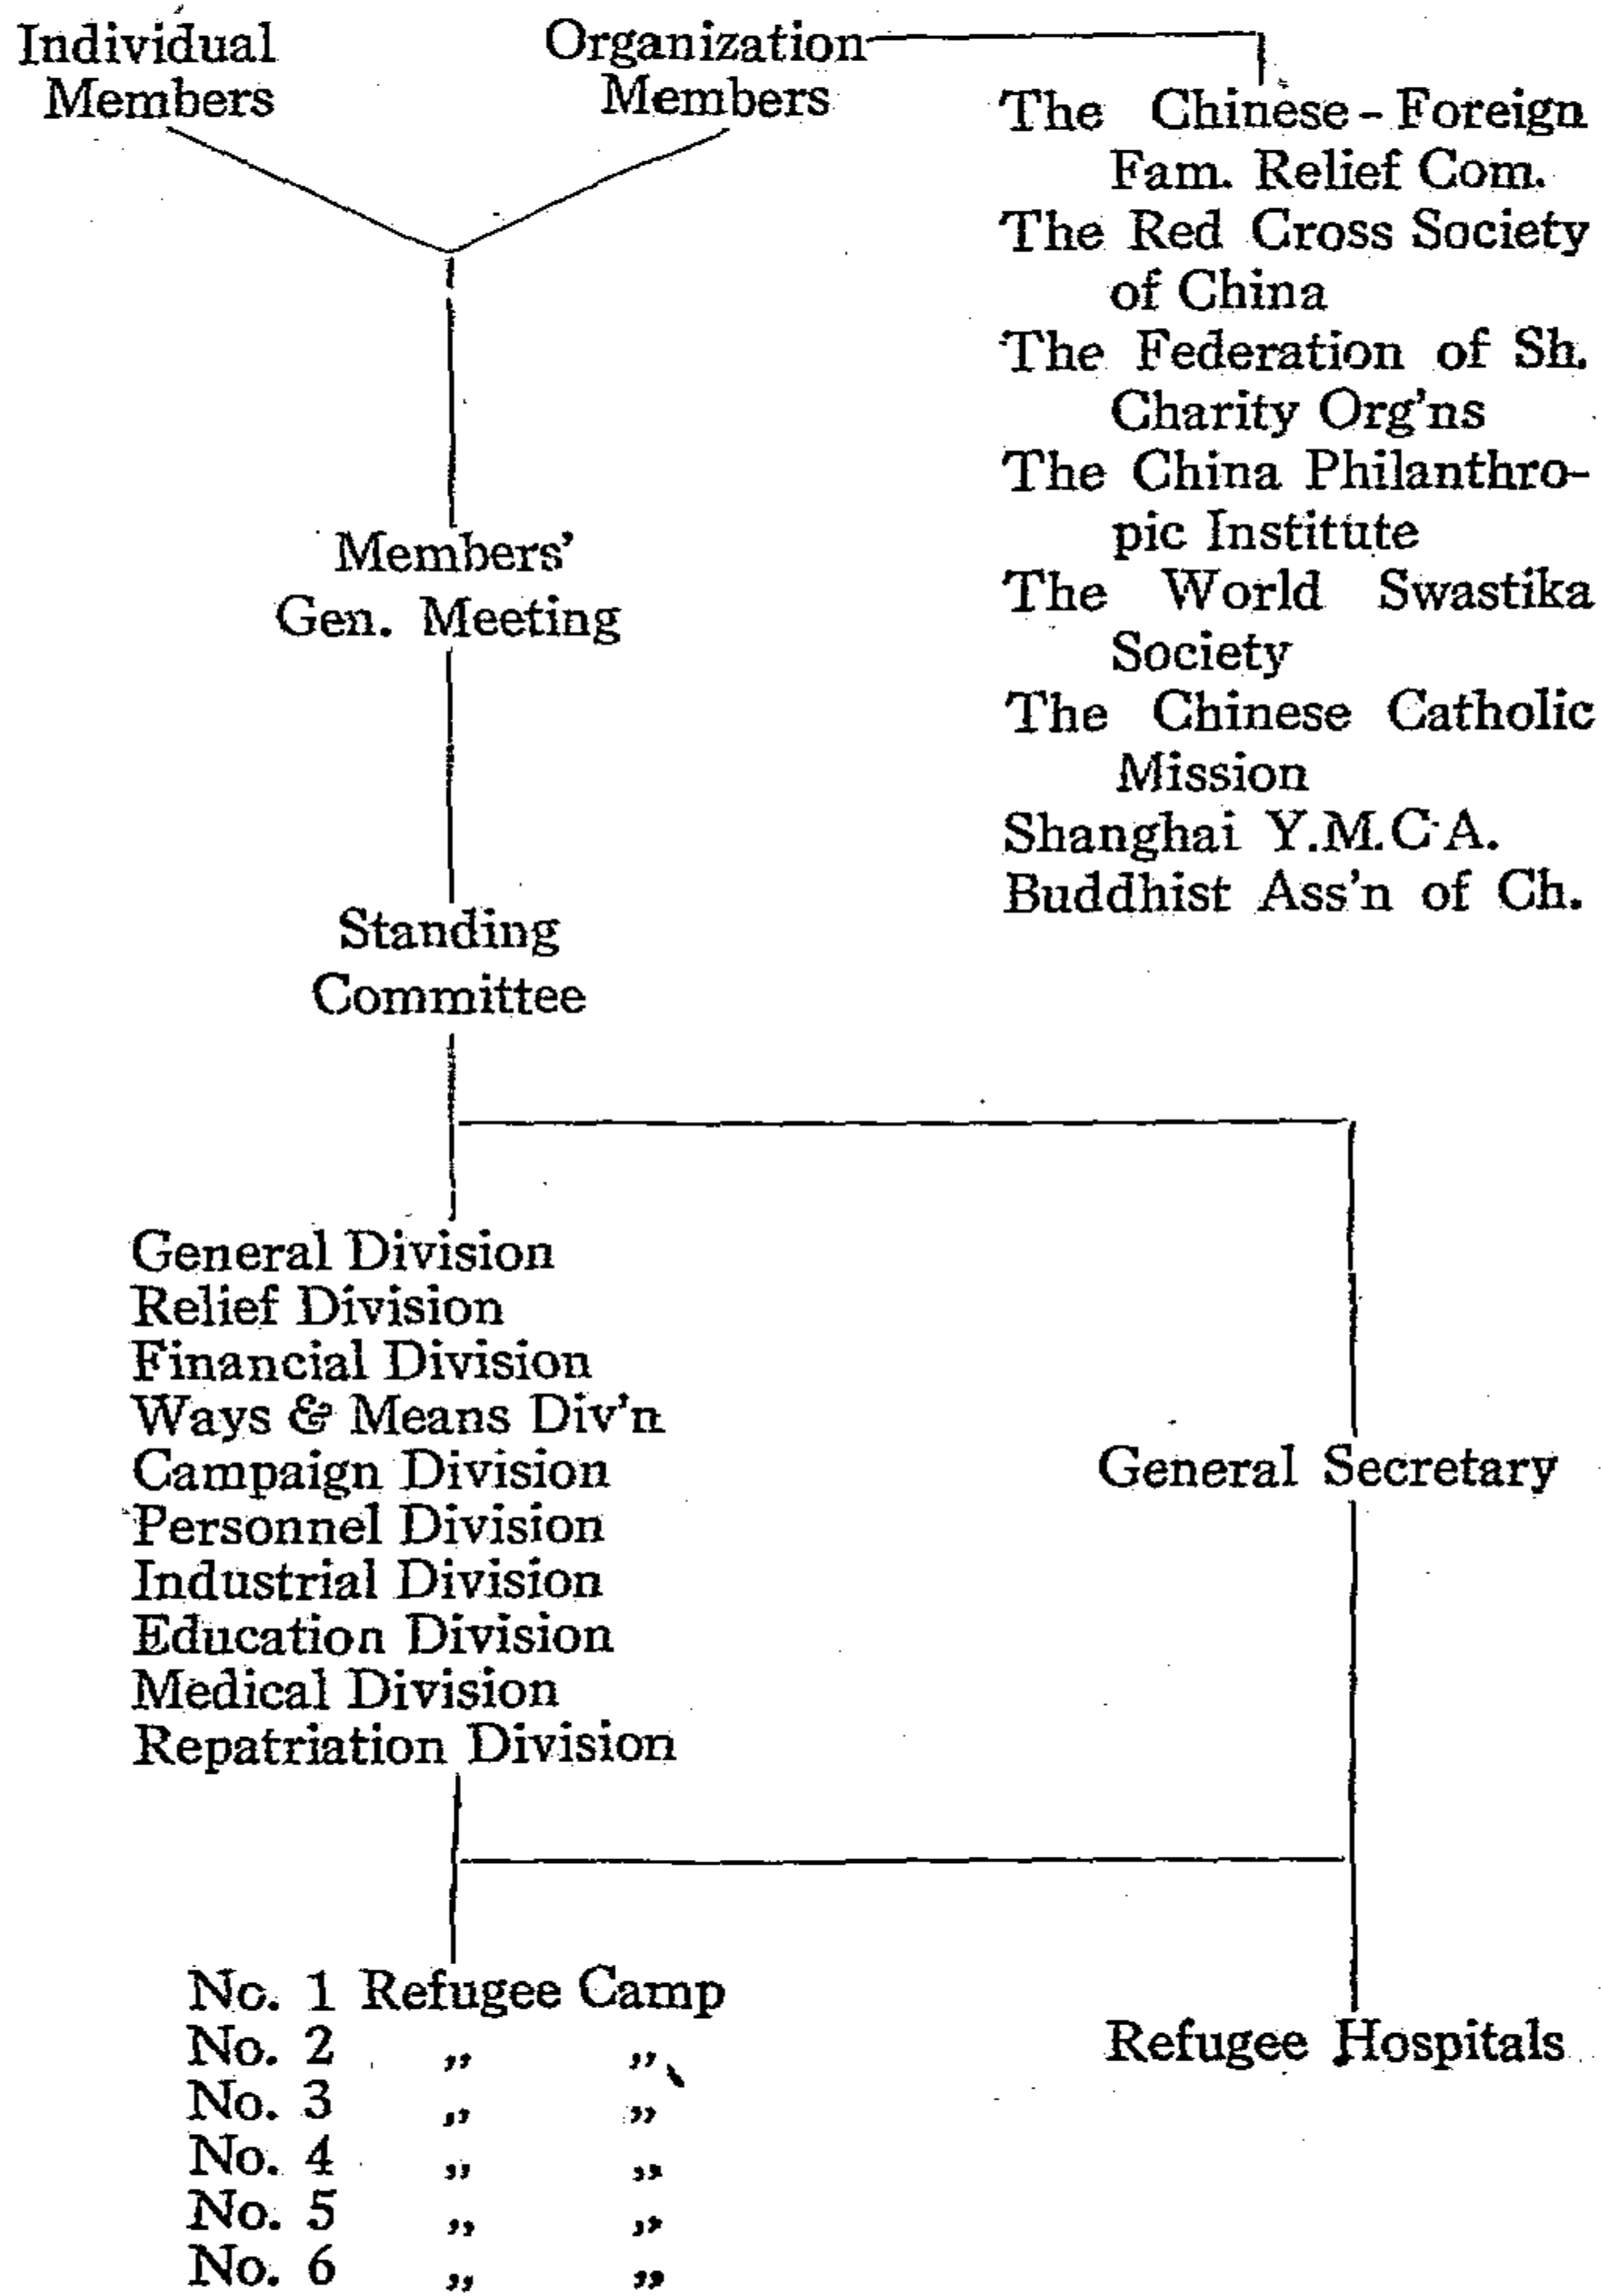 Individual
Members
Organization
Members
The Chinese-Foreign
Fam. Relief Com.
The Red Cross Society
of China
The Federation of Sh.
Charity Org'ns
The China Philanthro-
pic Institute
The World Swastika
Society
The Chinese Catholic
Mission
Shanghai Y.M.C.A.
Buddhist Ass'n of Ch.
Members'
Gen. Meeting
Standing
Committee
General Division
Relief Division
Financial Division
Ways & Means Div'n
Campaign Division
Personnel Division
Industrial Division
Education Division
Medical Division
Repatriation Division
General Secretary
No. 1 Refugee Camp
No. 2 „ „
No. 3 „ „
No. 4 „ „
No. 5 „ „
No. 6 „ „
Refugee Hospitals